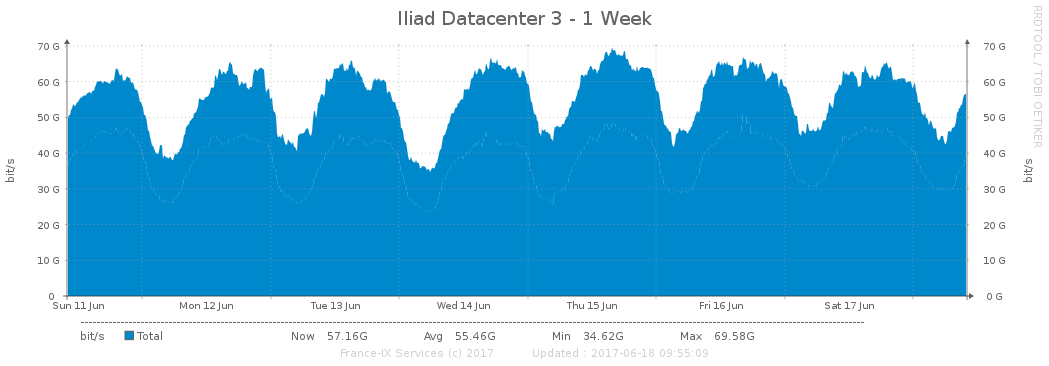 Iliad Datacenter 3 - 1 Week
RRDTOOL / TOBI OETIKER
70 G 70 G
60 G 60 G
50 G 50 G
40 G 40 G
30 G 30 G
20 G 20 G
10 G 10 G
0 0 G
bit/s bit/s
Sun 11 Jun Mon 12 Jun Tue 13 Jun Wed 14 Jun Thu 15 Jun Fri 16 Jun Sat 17 Jun
bit/s Total Now 57.16G Avg 55.46G Min 34.62G Max 69.58G
France-IX Services (c) 2017 Updated : 2017-06-18 09:55:09